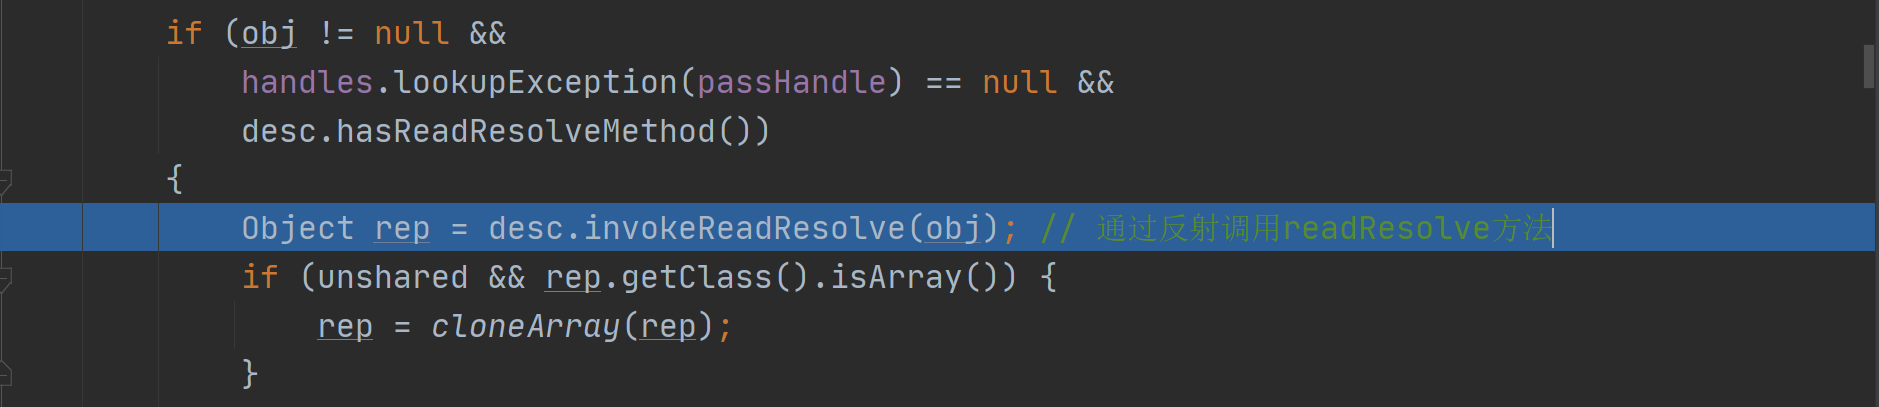 if (obj != null &&
handles.lookupException(passHandle) == null &&
desc.hasReadResolveMethod())
{
Object rep = desc.invokeReadResolve(obj); // 通过反射调用readResolve方法
if (unshared && rep.getClass().isArray()) {
rep = cloneArray(rep);
}